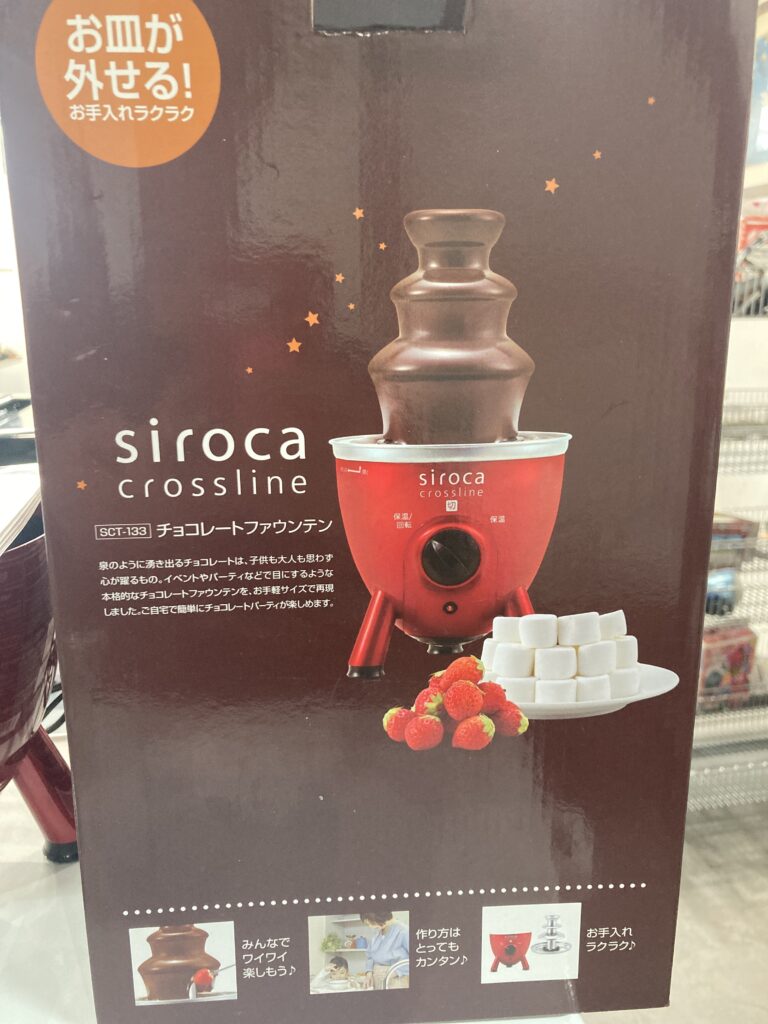 お皿が
外せる!
お手入れラクラク
siroca
crossline
SCT-133 チョコレートファウンテン
泉のように湧き出るチョコレートは、子供も大人も思わず
心が躍るもの。イベントやパーティなどで目にするような
本格的なチョコレートファウンテンを、お手軽サイズで再現
しました。ご自宅で簡単にチョコレートパーティが楽しめます。
siroca
crossline
切
保温/
回転
保温
みんなで
ワイワイ
楽しもう♪
作り方は
とっても
カンタン♪
お手入れ
ラクラク♪